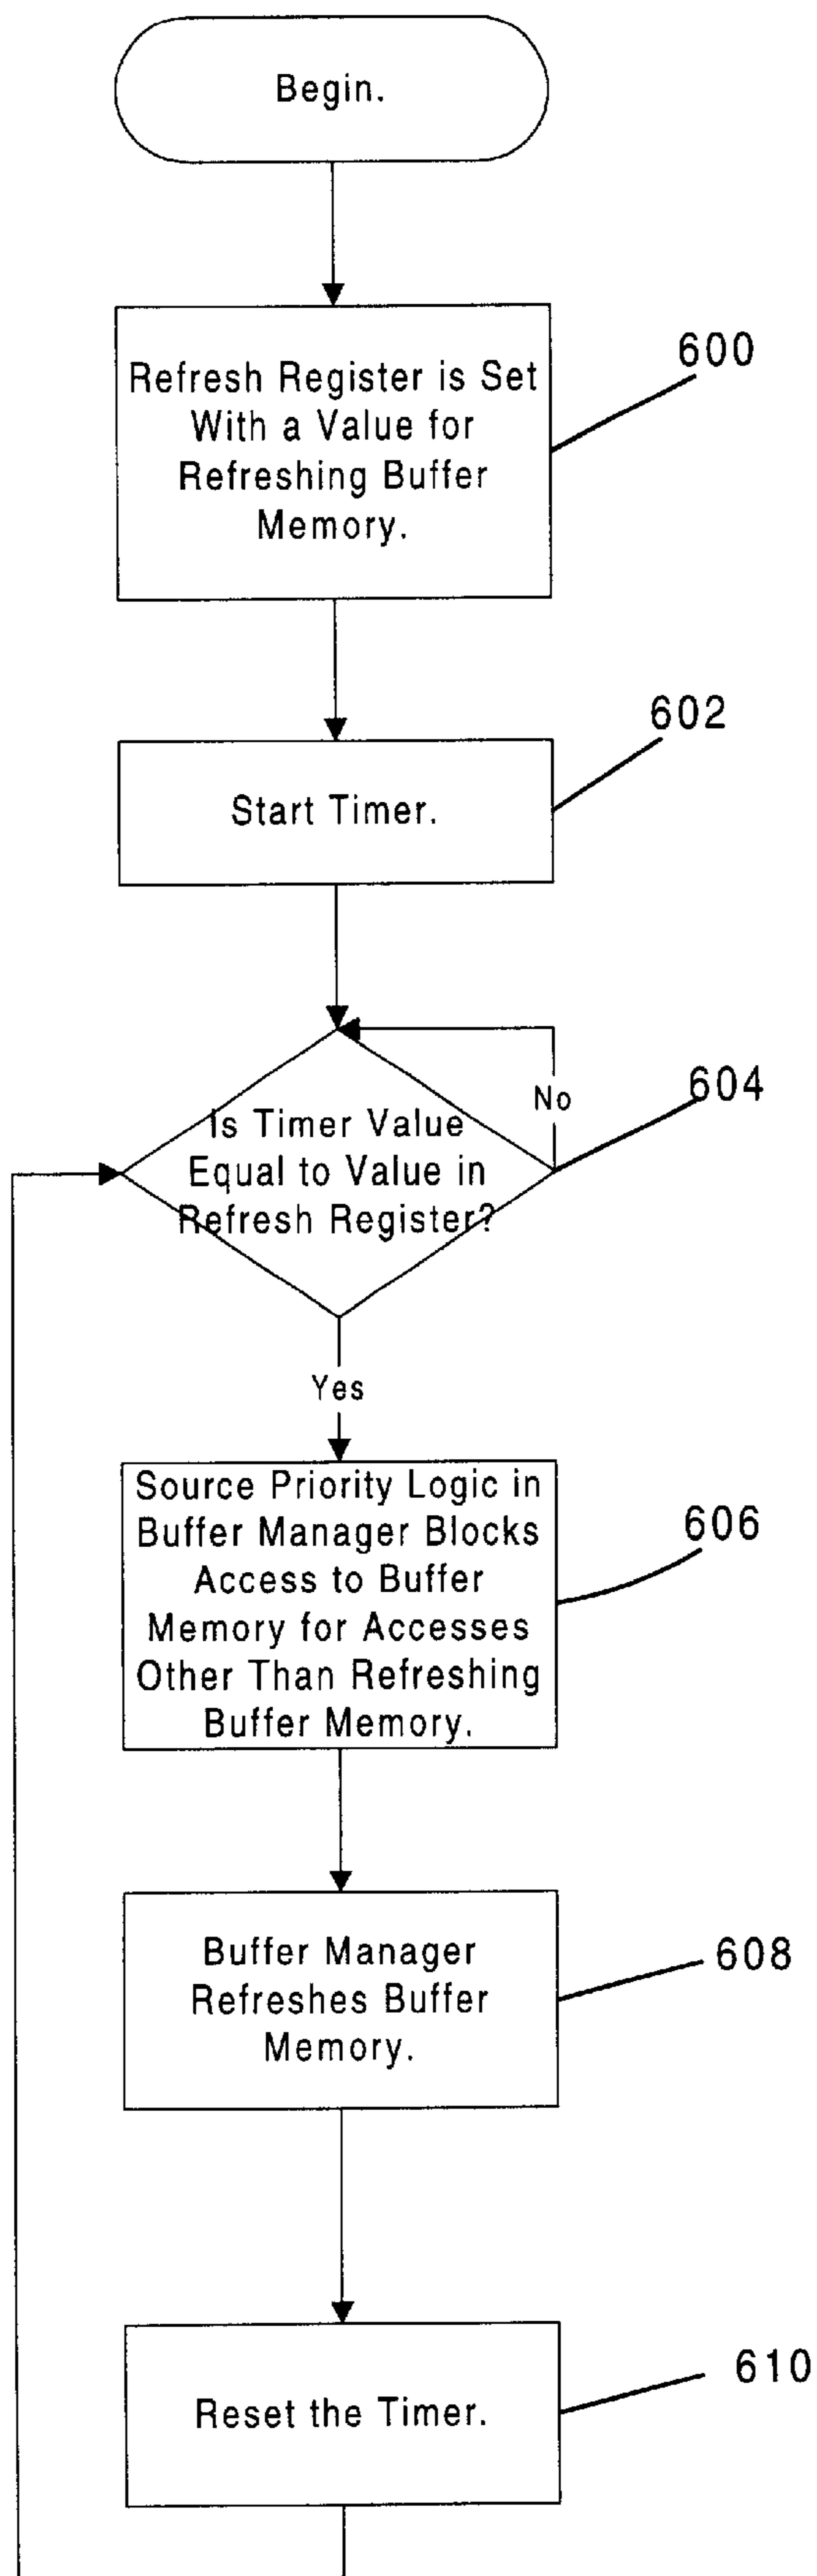 Begin.
Refresh Register is Set
With a Value for
Refreshing Buffer
Memory.
600
Start Timer.
602
Is Timer Value
Equal to Value in
Refresh Register?
No
604
Yes
Source Priority Logic in
Buffer Manager Blocks
Access to Buffer
Memory for Accesses
Other Than Refreshing
Buffer Memory.
606
Buffer Manager
Refreshes Buffer
Memory.
608
Reset the Timer.
610